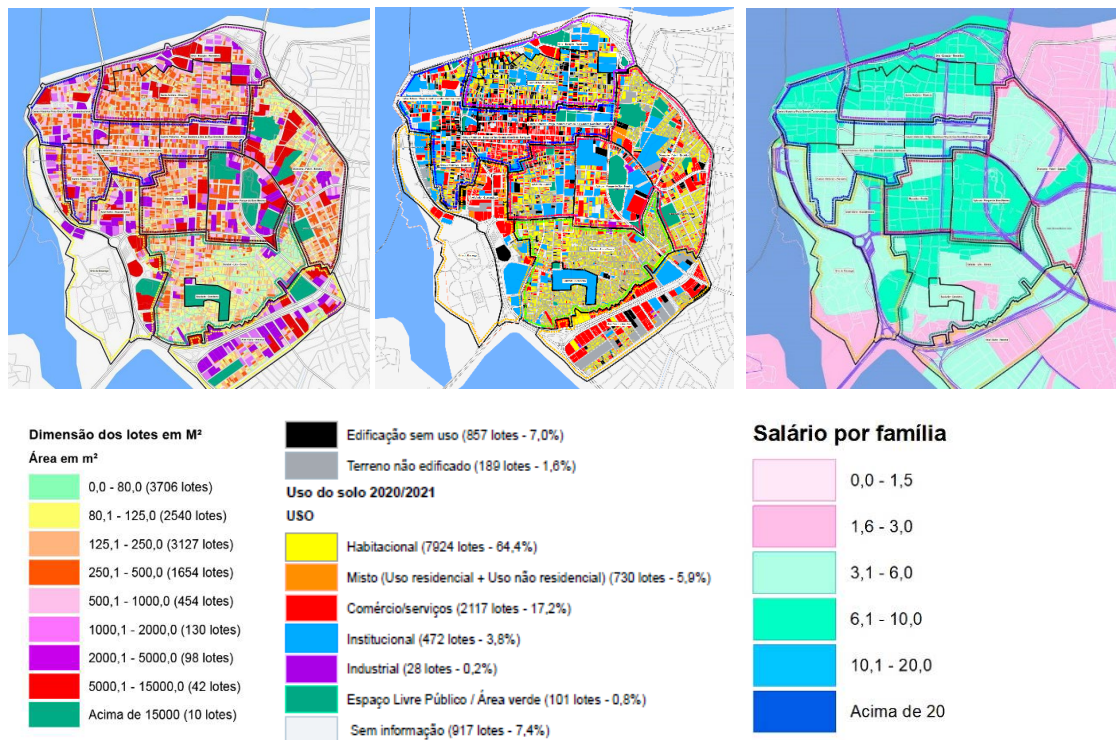 Dimensão dos lotes em M²
Área em m²
0,0 - 80,0 (3706 lotes)
80,1 - 125,0 (2540 lotes)
125,1 - 250,0 (3127 lotes)
250,1 - 500,0 (1654 lotes)
500,1 - 1000,0 (454 lotes)
1000,1 - 2000,0 (130 lotes)
2000,1 - 5000,0 (98 lotes)
5000,1 - 15000,0 (42 lotes)
Acima de 15000 (10 lotes)
Edificação sem uso (857 lotes - 7,0%)
Terreno não edificado (189 lotes - 1,6%)
Uso do solo 2020/2021
USO
Habitacional (7924 lotes - 64,4%)
Misto (Uso residencial + Uso não residencial) (730 lotes - 5,9%)
Comércio/serviços (2117 lotes - 17,2%)
Institucional (472 lotes - 3,8%)
Industrial (28 lotes - 0,2%)
Espaço Livre Público / Área verde (101 lotes - 0,8%)
Sem informação (917 lotes - 7,4%)
Salário por família
0,0 - 1,5
1,6 - 3,0
3,1 - 6,0
6,1 - 10,0
10,1 - 20,0
Acima de 20